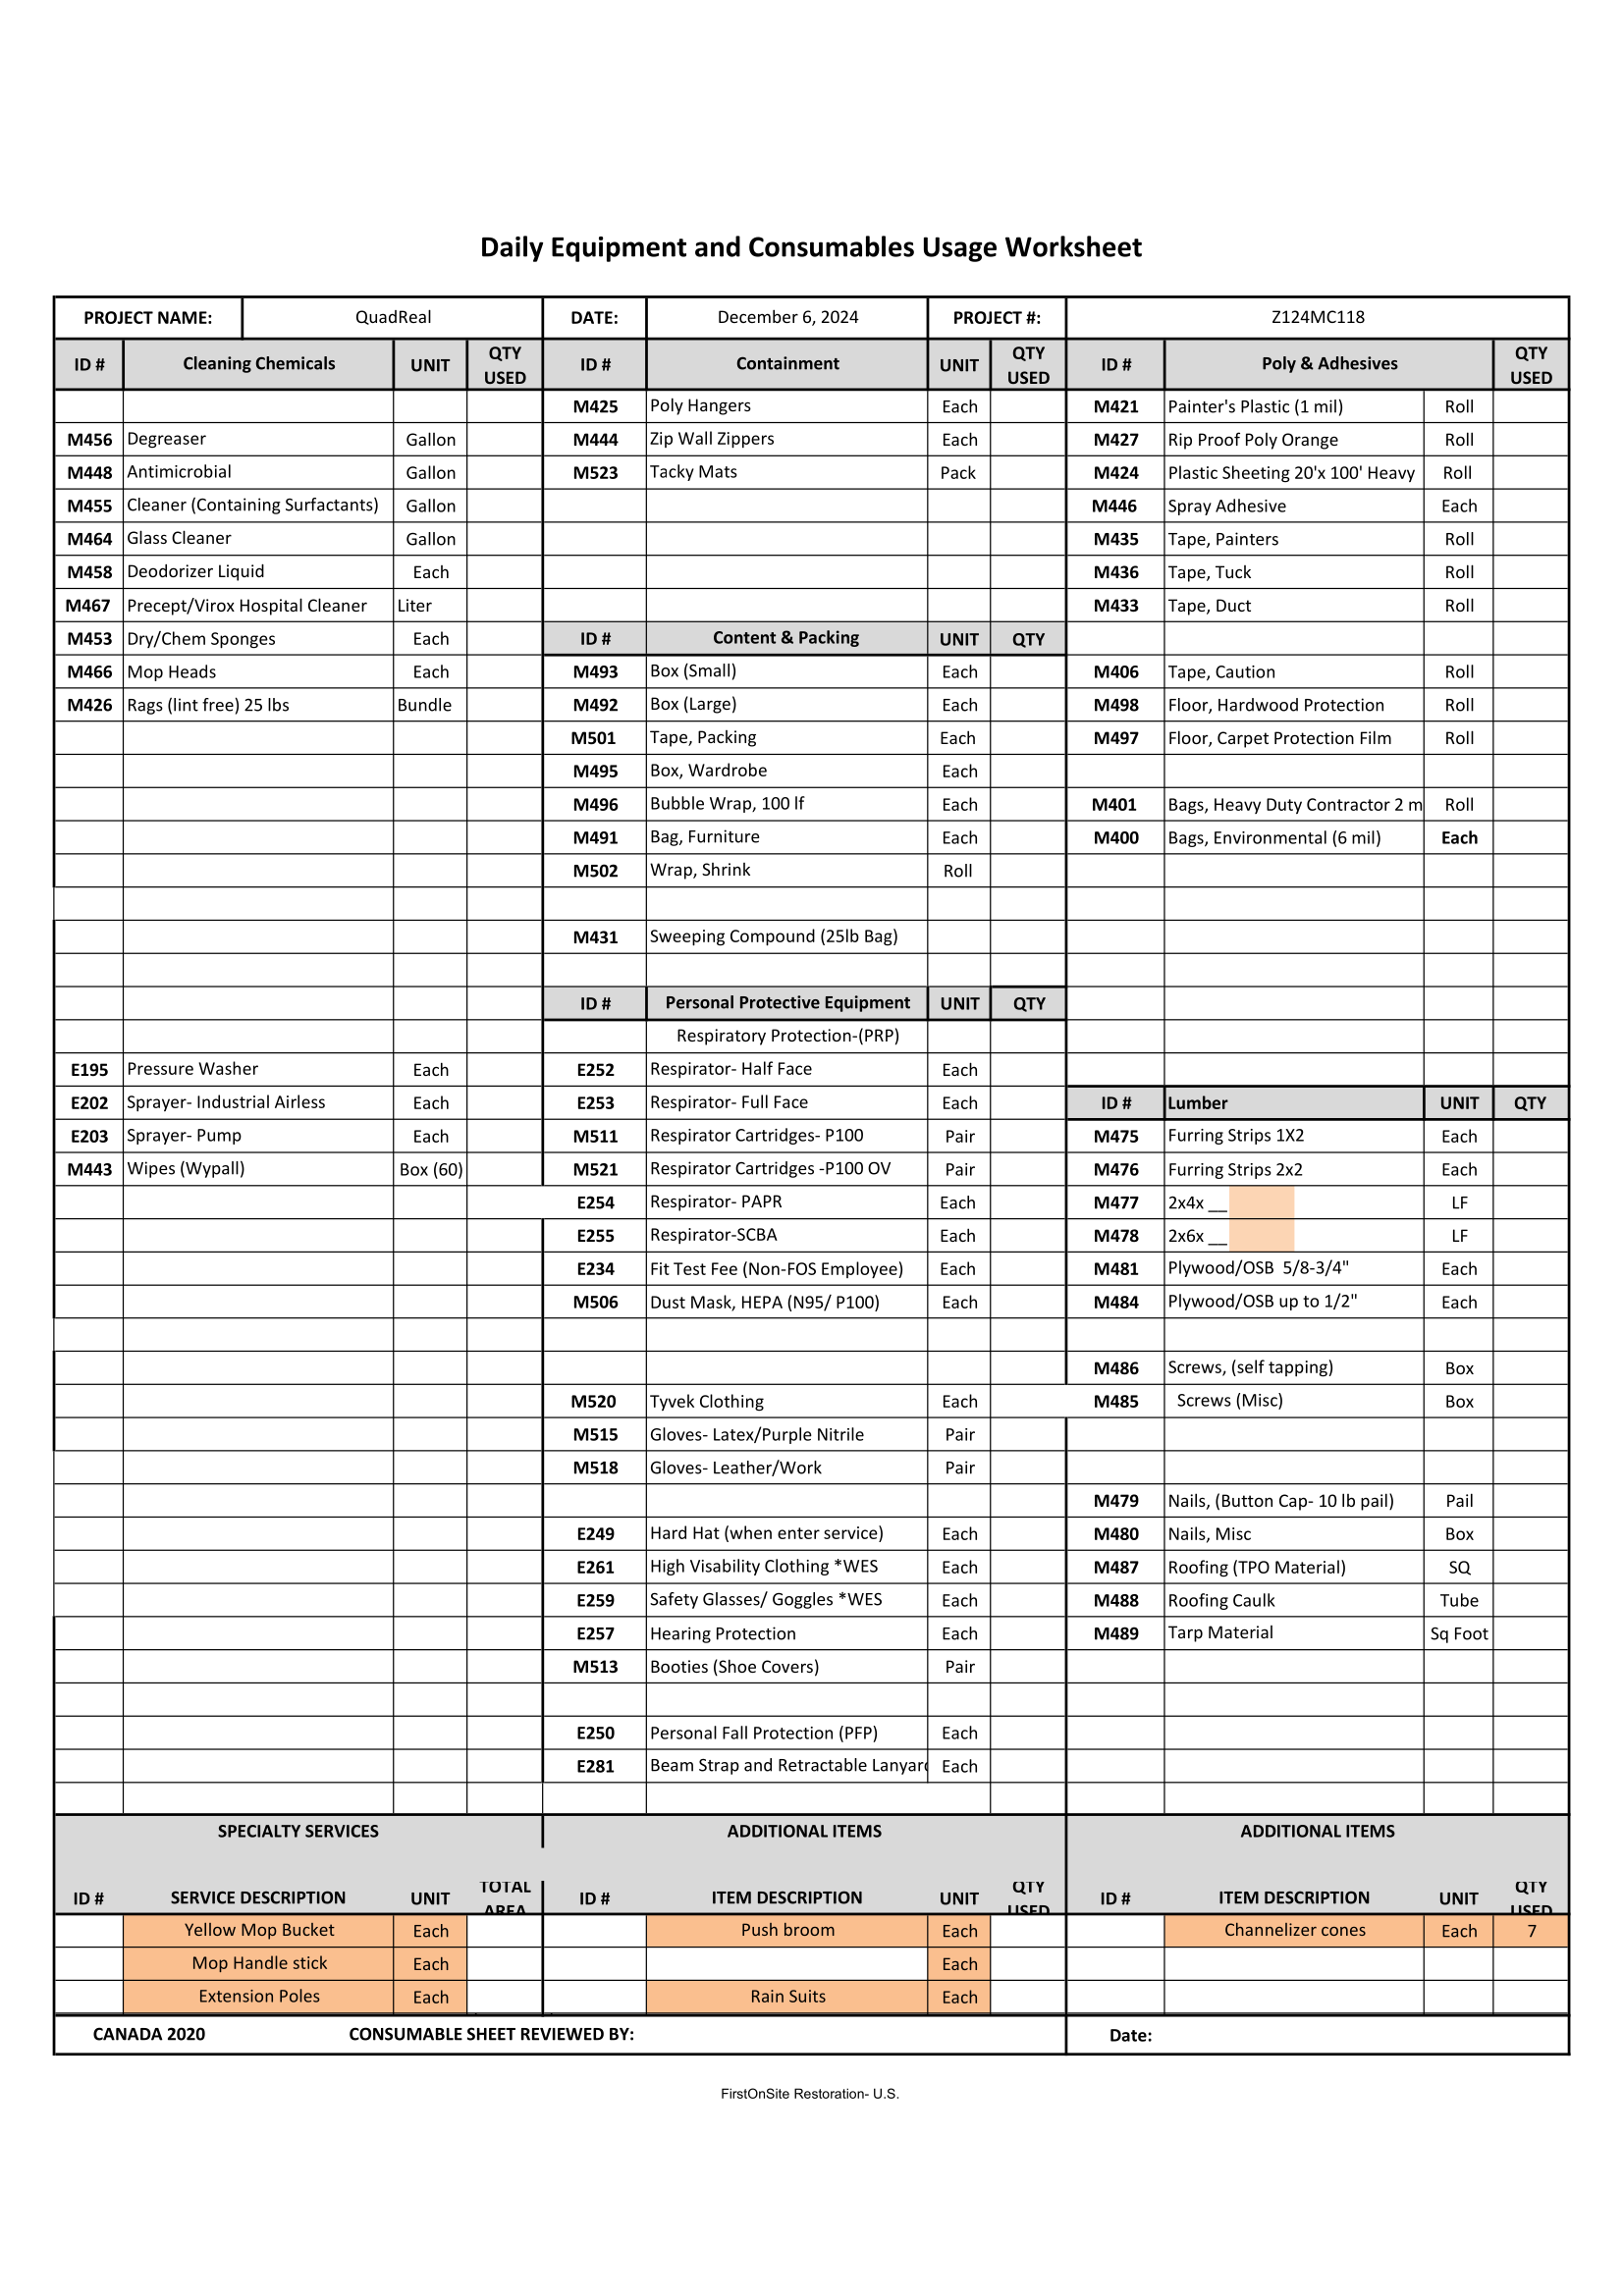 Daily Equipment and Consumables Usage Worksheet
PROJECT NAME: QuadReal DATE: December 6, 2024 PROJECT #: Z124MC118
ID # Cleaning Chemicals UNIT QTY USED ID # Containment UNIT QTY USED ID # Poly & Adhesives QTY USED
M425 Poly Hangers Each M421 Painter's Plastic (1 mil) Roll
M456 Degreaser Gallon M444 Zip Wall Zippers Each M427 Rip Proof Poly Orange Roll
M448 Antimicrobial Gallon M523 Tacky Mats Pack M424 Plastic Sheeting 20'x 100' Heavy Roll
M455 Cleaner (Containing Surfactants) Gallon M446 Spray Adhesive Each
M464 Glass Cleaner Gallon M435 Tape, Painters Roll
M458 Deodorizer Liquid Each M436 Tape, Tuck Roll
M467 Precept/Virox Hospital Cleaner Liter M433 Tape, Duct Roll
M453 Dry/Chem Sponges Each ID # Content & Packing UNIT QTY
M466 Mop Heads Each M493 Box (Small) Each M406 Tape, Caution Roll
M426 Rags (lint free) 25 lbs Bundle M492 Box (Large) Each M498 Floor, Hardwood Protection Roll
M501 Tape, Packing Each M497 Floor, Carpet Protection Film Roll
M495 Box, Wardrobe Each
M496 Bubble Wrap, 100 lf Each M401 Bags, Heavy Duty Contractor 2 m Roll
M491 Bag, Furniture Each M400 Bags, Environmental (6 mil) Each
M502 Wrap, Shrink Roll
M431 Sweeping Compound (25lb Bag)
ID # Personal Protective Equipment UNIT QTY
Respiratory Protection-(PRP)
E195 Pressure Washer Each E252 Respirator- Half Face Each
E202 Sprayer- Industrial Airless Each E253 Respirator- Full Face Each ID # Lumber UNIT QTY
E203 Sprayer- Pump Each M511 Respirator Cartridges- P100 Pair M475 Furring Strips 1X2 Each
M443 Wipes (Wypall) Box (60) M521 Respirator Cartridges -P100 OV Pair M476 Furring Strips 2x2 Each
E254 Respirator- PAPR Each M477 2x4x __ LF
E255 Respirator-SCBA Each M478 2x6x __ LF
E234 Fit Test Fee (Non-FOS Employee) Each M481 Plywood/OSB 5/8-3/4" Each
M506 Dust Mask, HEPA (N95/ P100) Each M484 Plywood/OSB up to 1/2" Each
M486 Screws, (self tapping) Box
M520 Tyvek Clothing Each M485 Screws (Misc) Box
M515 Gloves- Latex/Purple Nitrile Pair
M518 Gloves- Leather/Work Pair
M479 Nails, (Button Cap- 10 lb pail) Pail
E249 Hard Hat (when enter service) Each M480 Nails, Misc Box
E261 High Visability Clothing *WES Each M487 Roofing (TPO Material) SQ
E259 Safety Glasses/ Goggles *WES Each M488 Roofing Caulk Tube
E257 Hearing Protection Each M489 Tarp Material Sq Foot
M513 Booties (Shoe Covers) Pair
E250 Personal Fall Protection (PFP) Each
E281 Beam Strap and Retractable Lanyard Each
SPECIALTY SERVICES ADDITIONAL ITEMS ADDITIONAL ITEMS
ID # SERVICE DESCRIPTION UNIT TOTAL AREA ID # ITEM DESCRIPTION UNIT QTY USED ID # ITEM DESCRIPTION UNIT QTY USED
Yellow Mop Bucket Each Push broom Each Channelizer cones Each 7
Mop Handle stick Each Each
Extension Poles Each Rain Suits Each
CANADA 2020 CONSUMABLE SHEET REVIEWED BY: Date:
FirstOnSite Restoration- U.S.